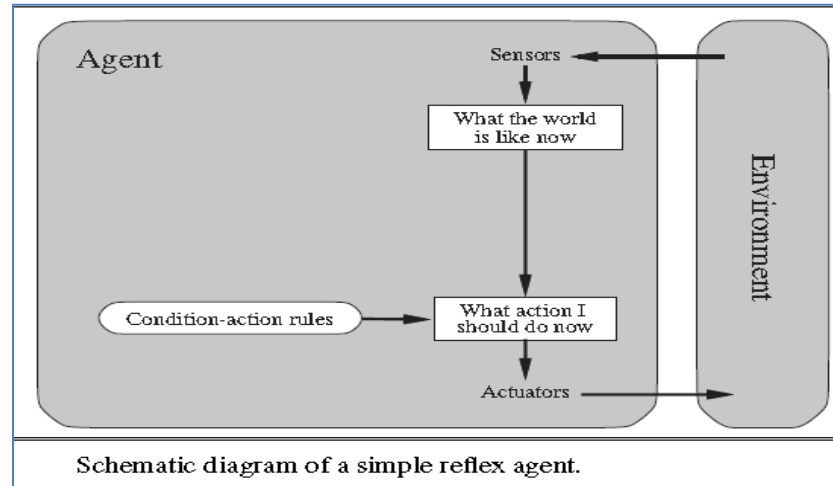 Agent
Sensors
What the world
is like now
Environment
Condition-action rules
What action I
should do now
Actuators
Schematic diagram of a simple reflex agent.